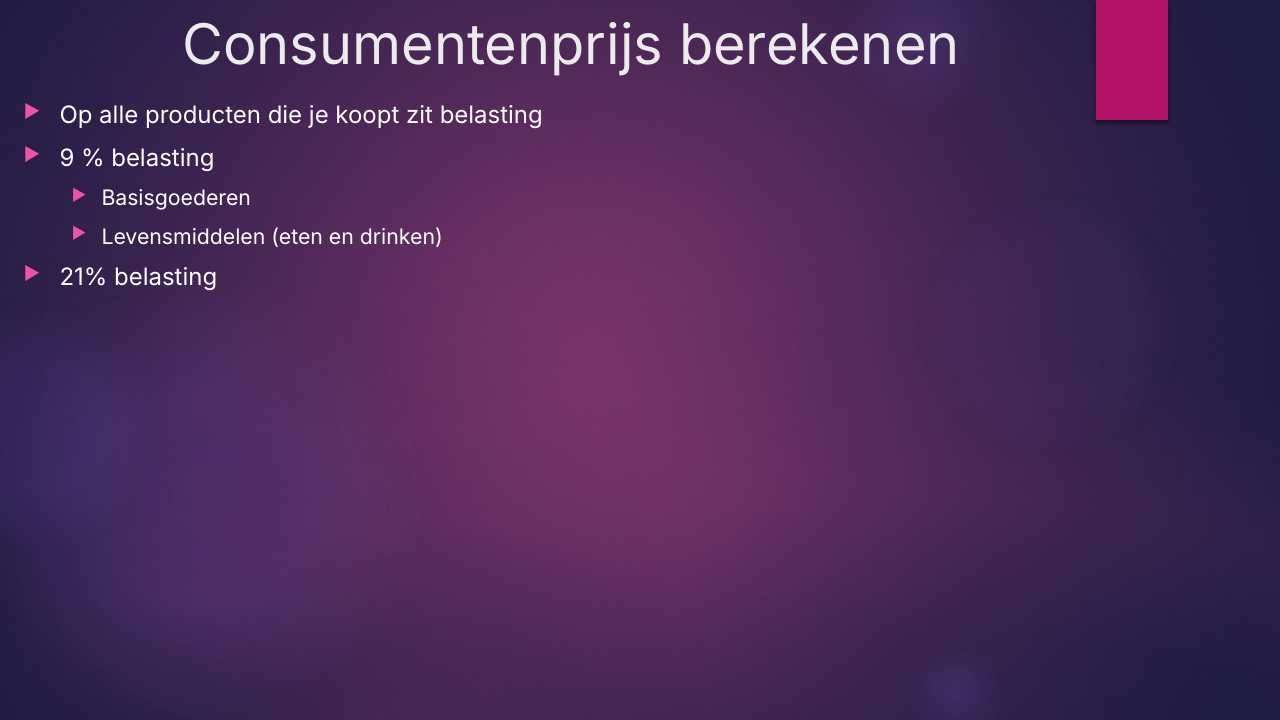 Consumentenprijs berekenen
Op alle producten die je koopt zit belasting
9 % belasting
Basisgoederen
Levensmiddelen (eten en drinken)
21% belasting